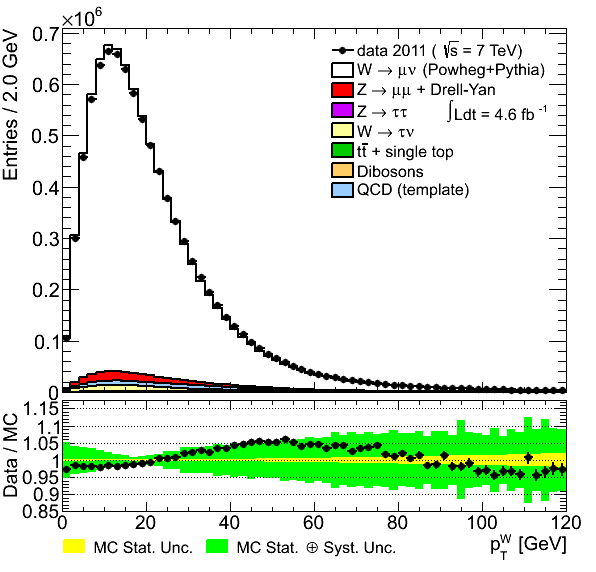 ×10⁶
0.7
0.6
0.5
0.4
0.3
0.2
0.1
0
Entries / 2.0 GeV
data 2011 ( √s = 7 TeV)
W → μν (Powheg+Pythia)
Z → μμ + Drell-Yan
Z → ττ
∫Ldt = 4.6 fb⁻¹
W → τν
tt̄ + single top
Dibosons
QCD (template)
1.15
1.1
1.05
1
0.95
0.9
0.85
Data / MC
0 20 40 60 80 100 120
p_T^W [GeV]
MC Stat. Unc. MC Stat. ⊕ Syst. Unc.